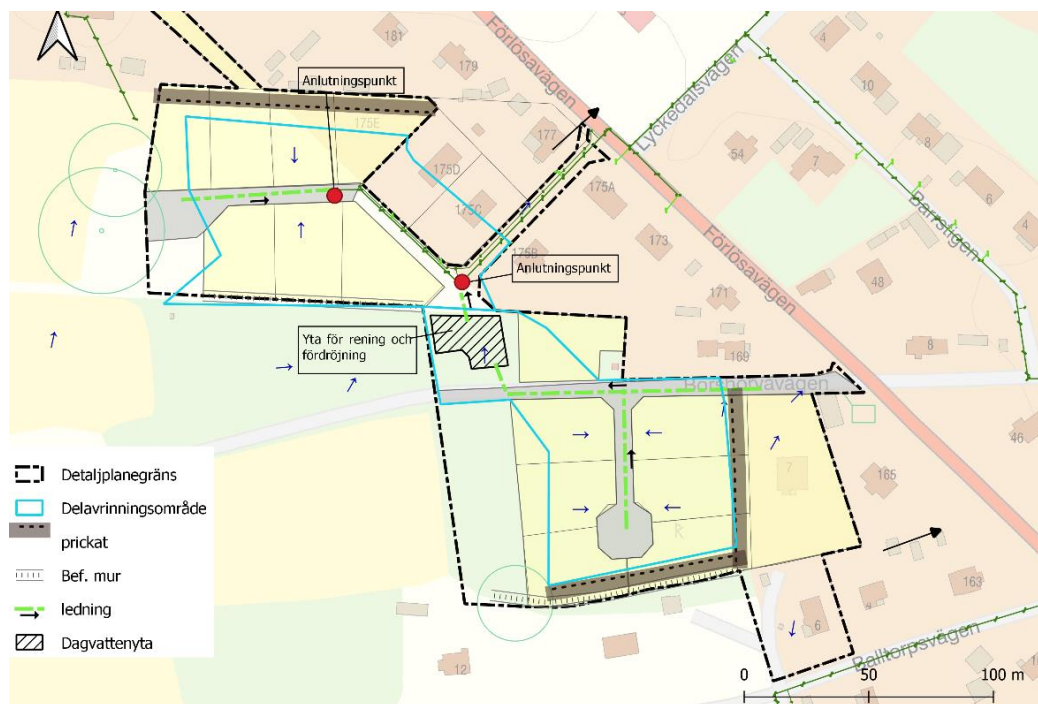 181
179
Anlutningspunkt
175E
177
175D
175C
175A
175B
173
171
169
Förlösavägen
Förlösavägen
Lyckedalsvägen
Barrstigen
4
10
8
54
7
6
4
48
8
46
Anlutningspunkt
Yta för rening och
fördröjning
7
165
163
6
12
R
Balltorpsvägen
Detaljplanegräns
Delavrinningsområde
prickat
Bef. mur
ledning
Dagvattenyta
0 50 100 m